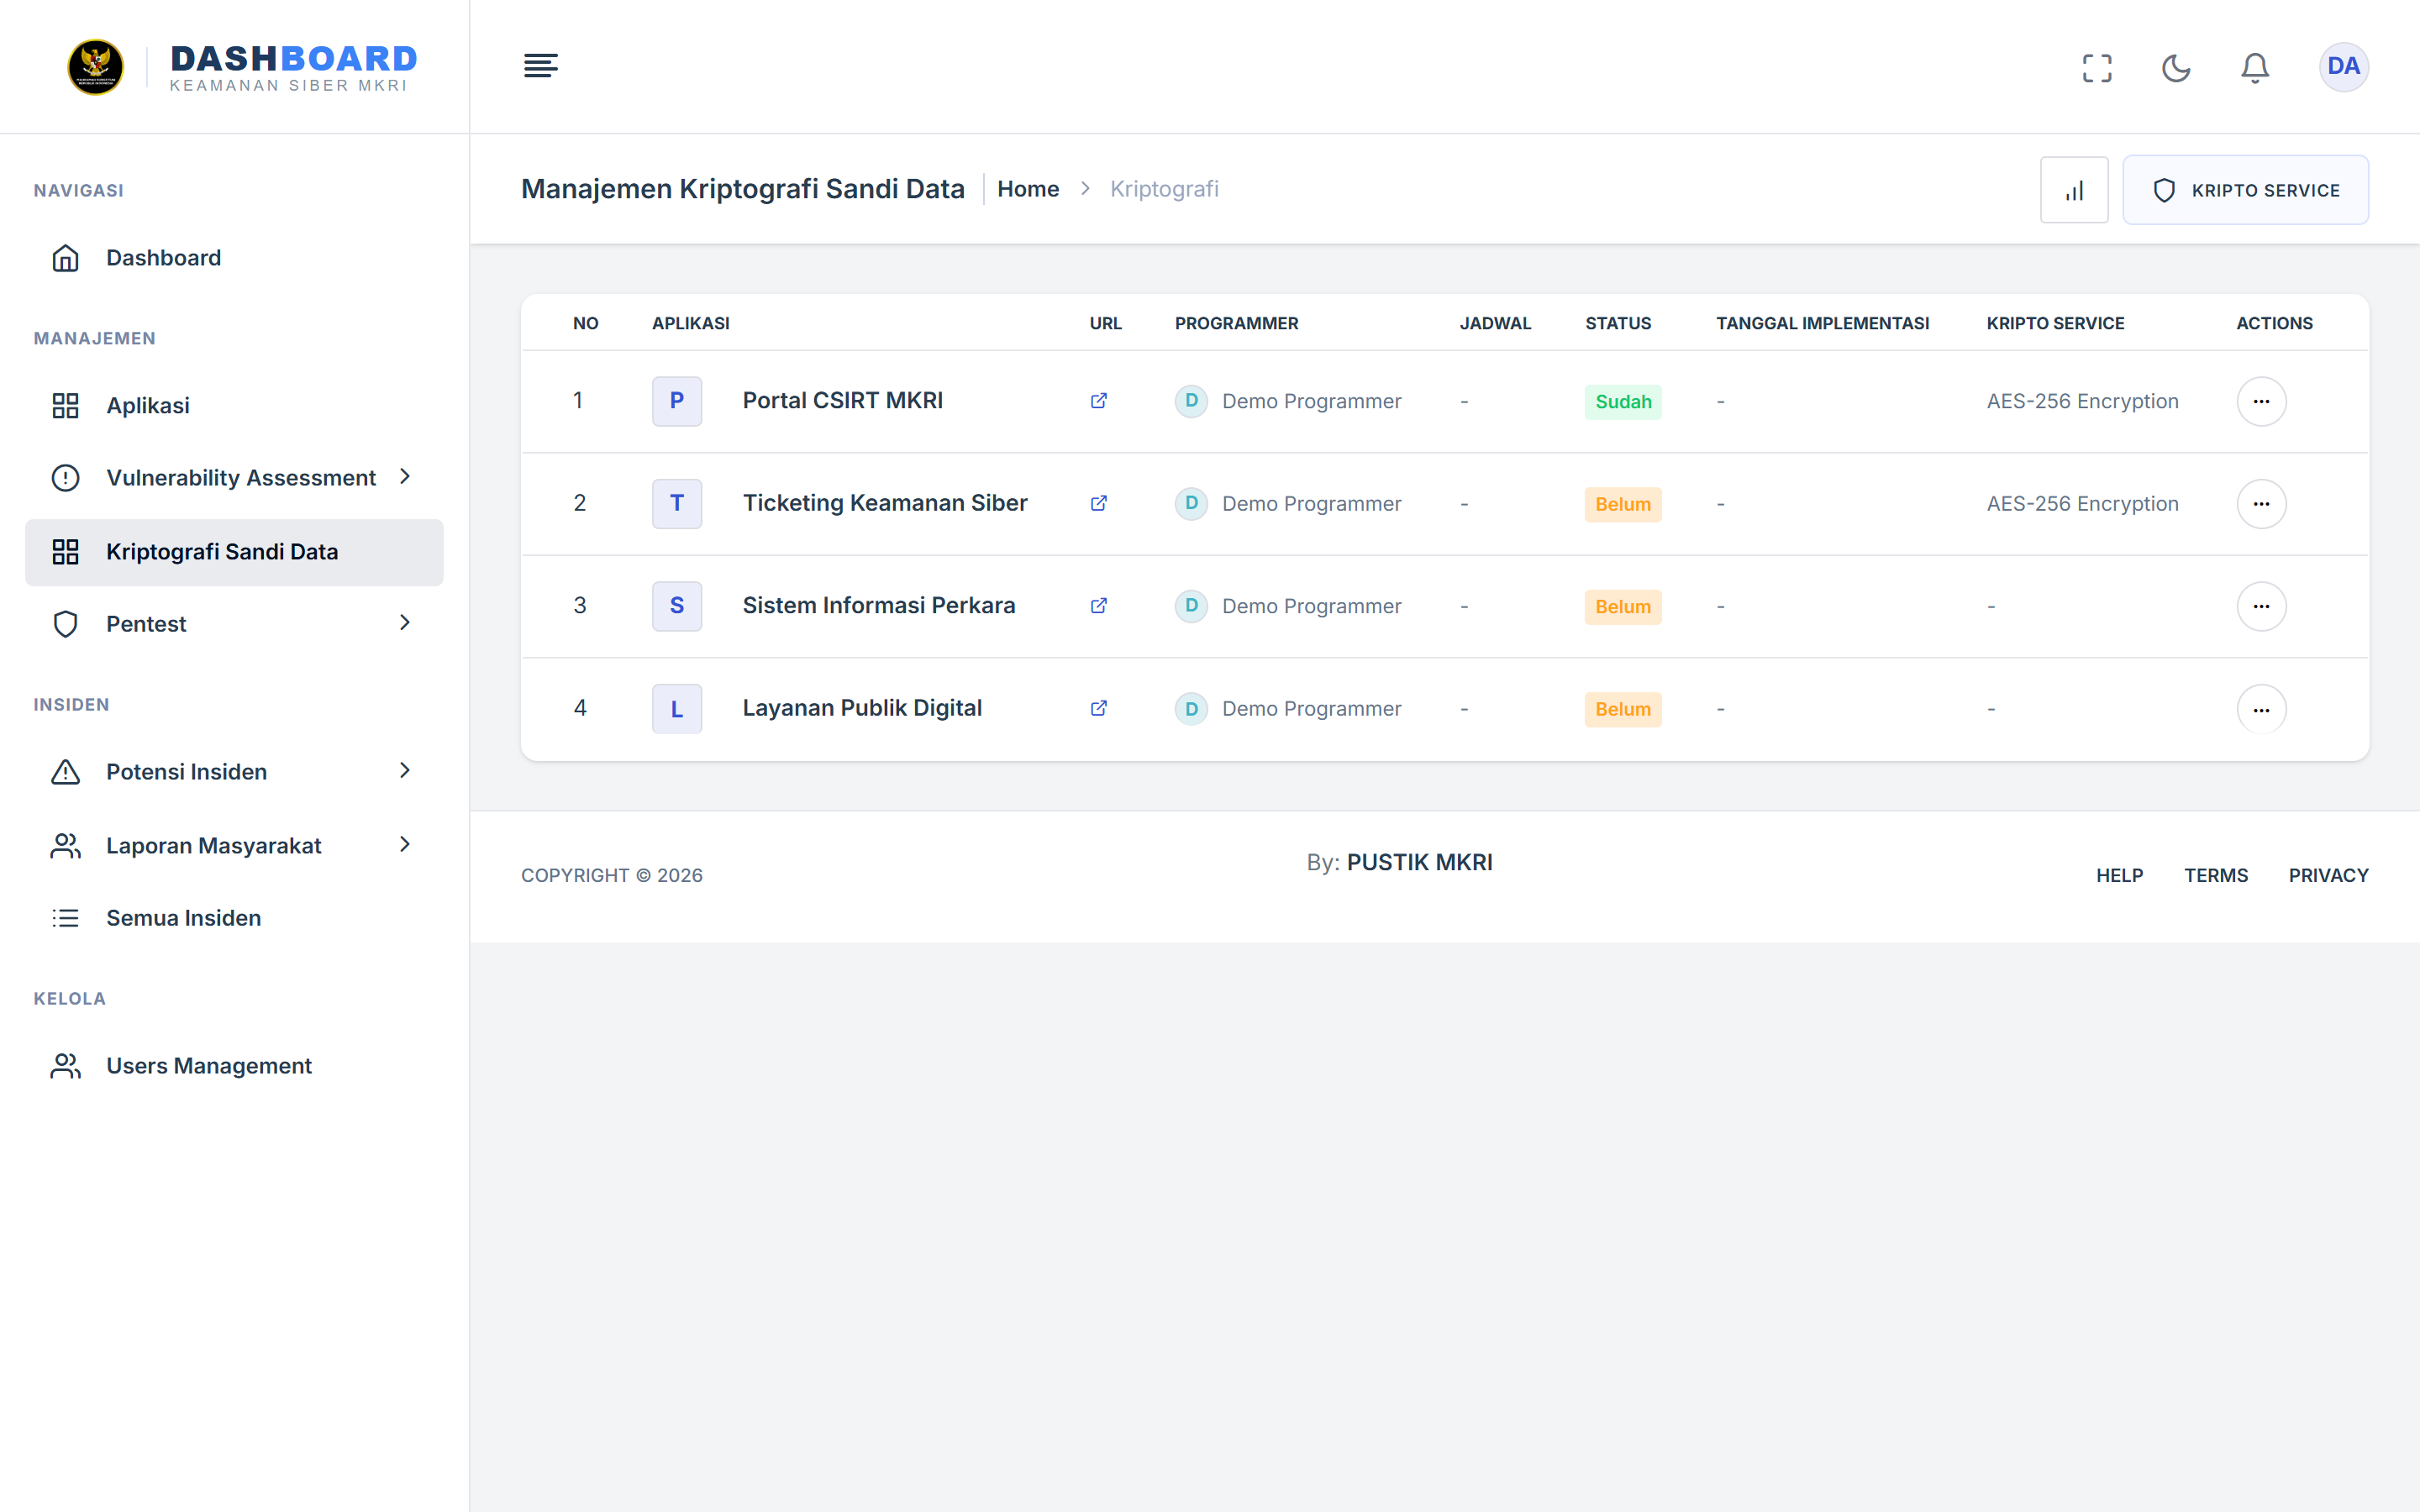 DASHBOARD
KEAMANAN SIBER MKRI
DA
NAVIGASI
Dashboard
MANAJEMEN
Aplikasi
Vulnerability Assessment
Kriptografi Sandi Data
Pentest
INSIDEN
Potensi Insiden
Laporan Masyarakat
Semua Insiden
KELOLA
Users Management
Manajemen Kriptografi Sandi Data Home Kriptografi
KRIPTO SERVICE
NO APLIKASI URL PROGRAMMER JADWAL STATUS TANGGAL IMPLEMENTASI KRIPTO SERVICE ACTIONS
1 P Portal CSIRT MKRI D Demo Programmer - Sudah - AES-256 Encryption
2 T Ticketing Keamanan Siber D Demo Programmer - Belum - AES-256 Encryption
3 S Sistem Informasi Perkara D Demo Programmer - Belum - -
4 L Layanan Publik Digital D Demo Programmer - Belum - -
COPYRIGHT © 2026
By: PUSTIK MKRI
HELP TERMS PRIVACY